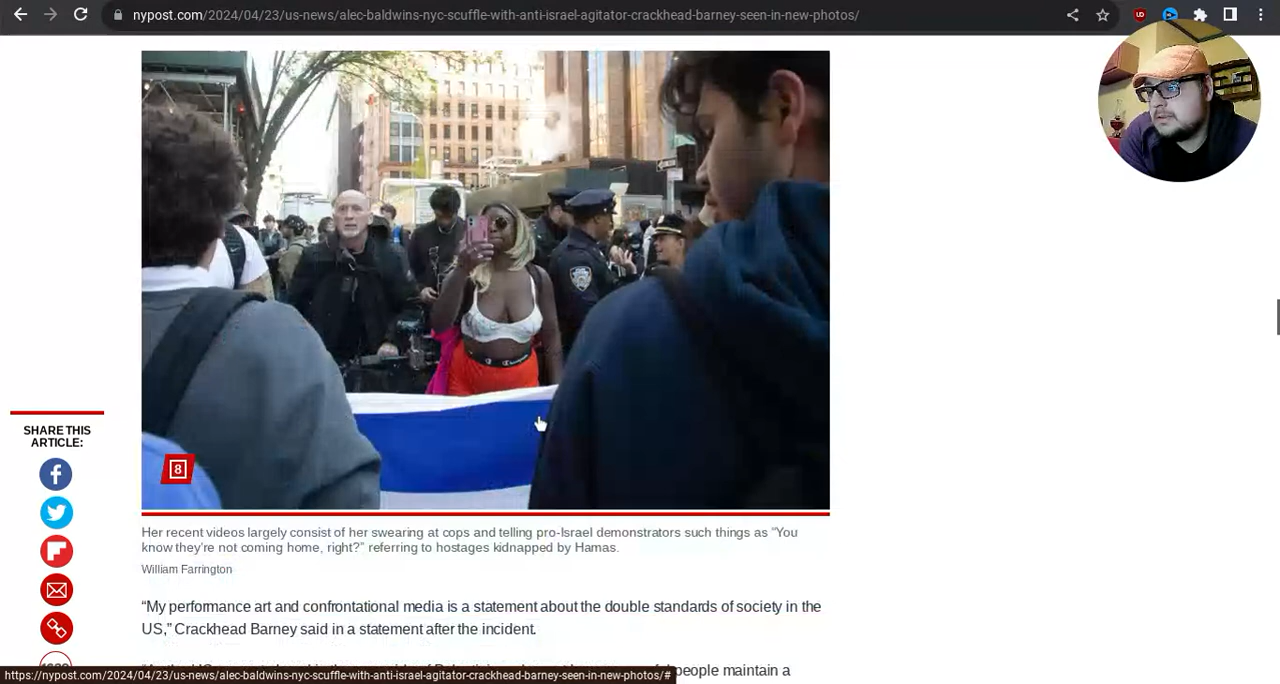 nypost.com/2024/04/23/us-news/alec-baldwins-nyc-scuffle-with-anti-israel-agitator-crackhead-barney-seen-in-new-photos/
8
SHARE THIS
ARTICLE:
Her recent videos largely consist of her swearing at cops and telling pro-Israel demonstrators such things as “You
know they’re not coming home, right?” referring to hostages kidnapped by Hamas.
William Farrington
“My performance art and confrontational media is a statement about the double standards of society in the
US,” Crackhead Barney said in a statement after the incident.
people maintain a
https://nypost.com/2024/04/23/us-news/alec-baldwins-nyc-scuffle-with-anti-israel-agitator-crackhead-barney-seen-in-new-photos/#